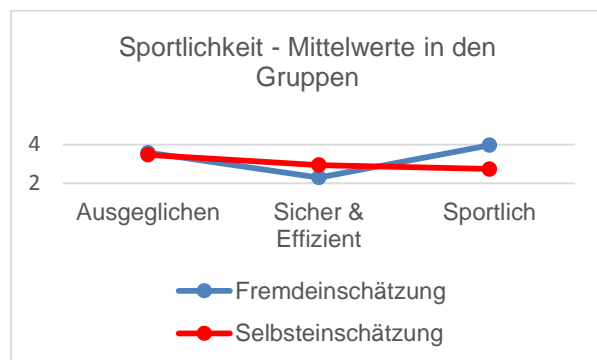 Sportlichkeit - Mittelwerte in den
Gruppen
4
2
Ausgeglichen
Sicher &
Effizient
Sportlich
Fremdeinschätzung
Selbsteinschätzung